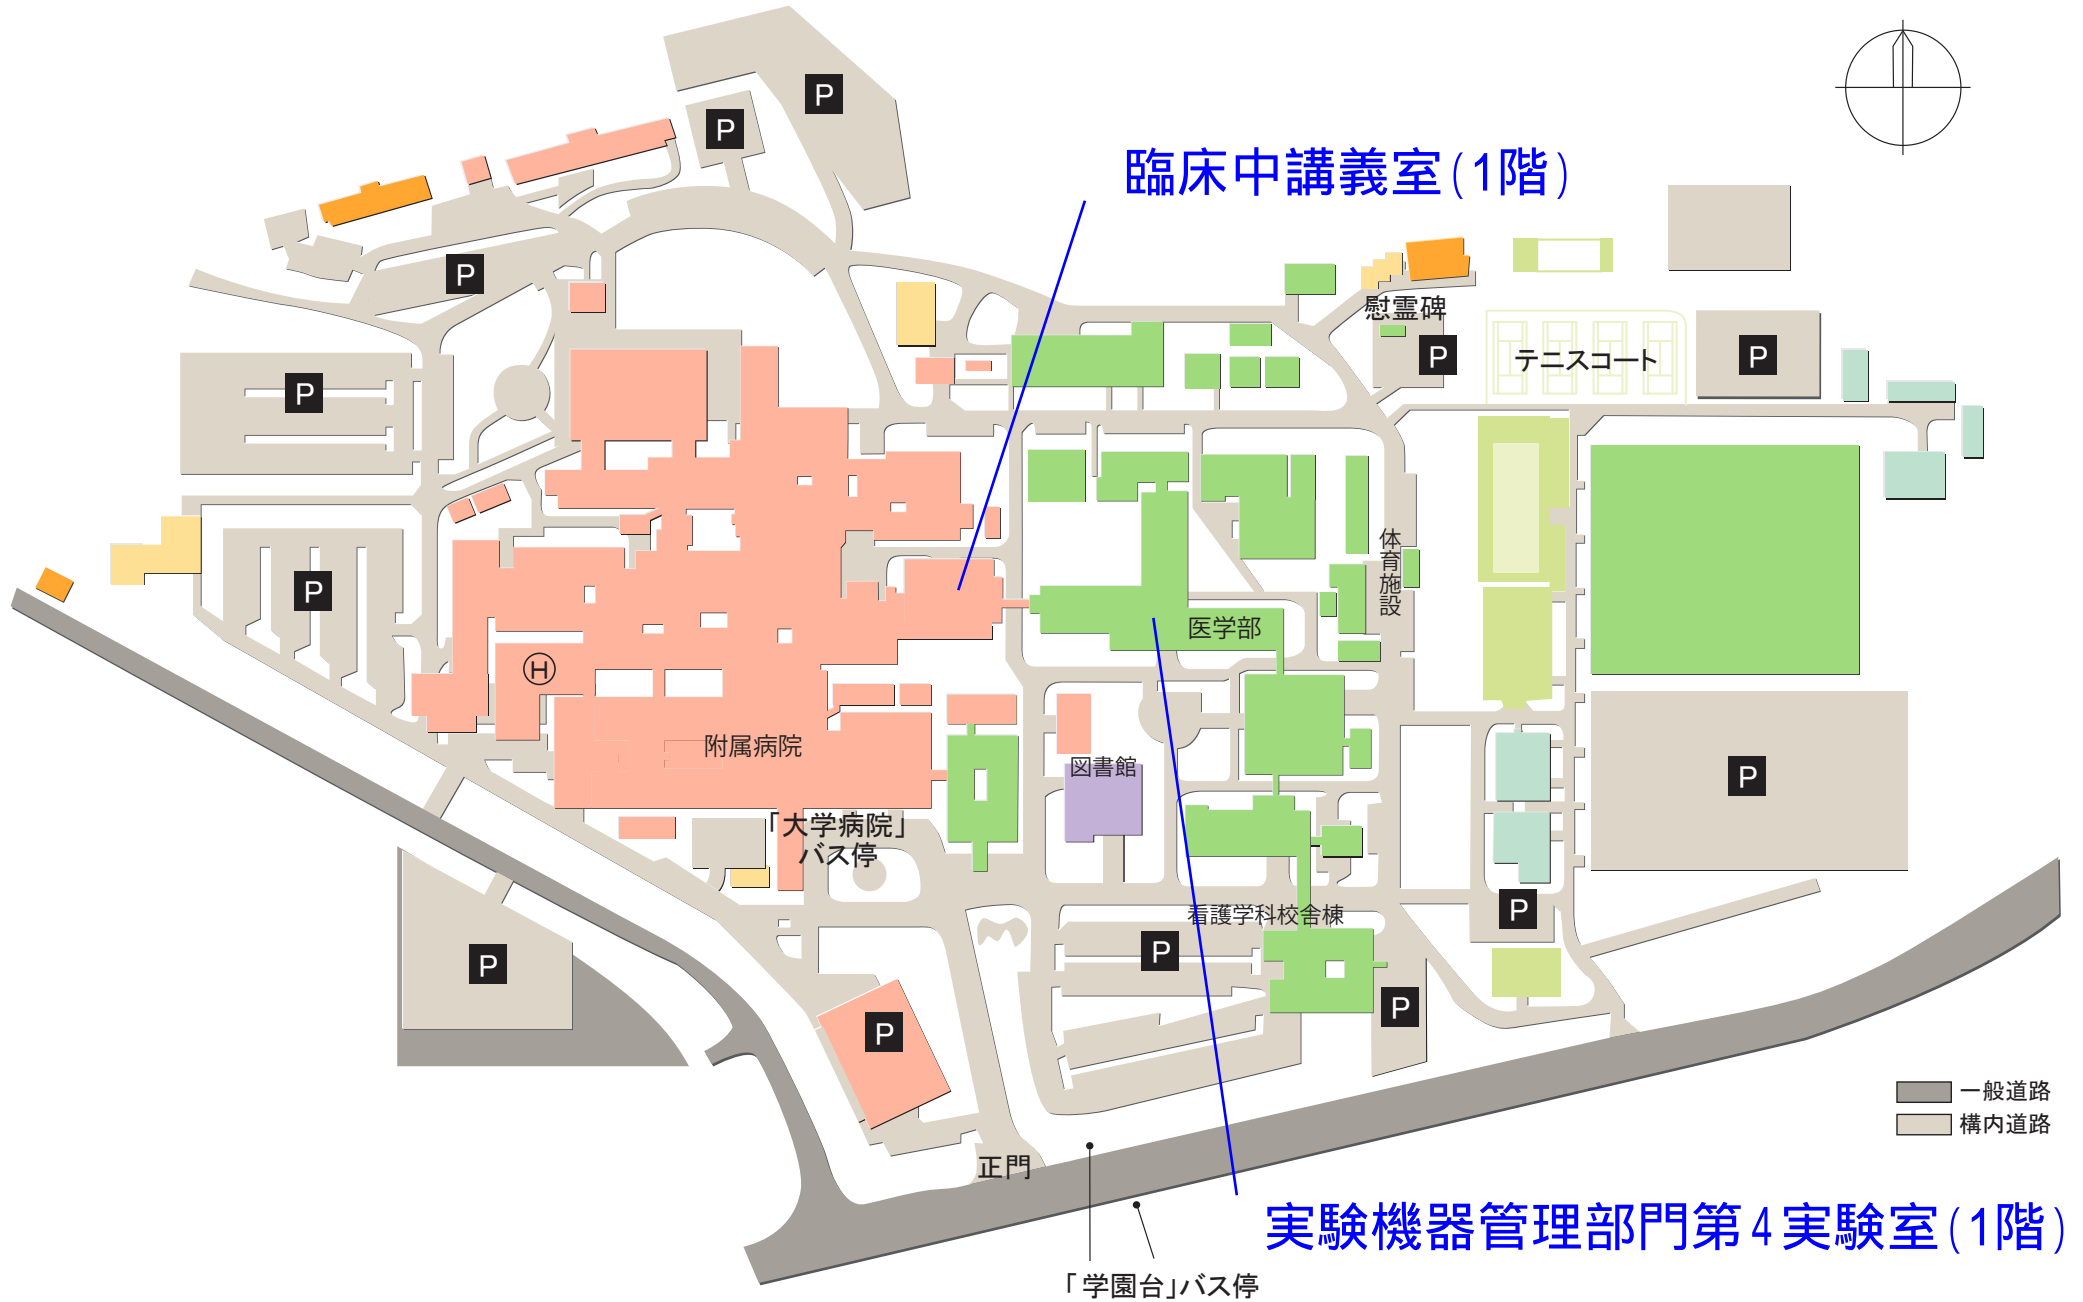 P
P
臨床中講義室(1階)
P
慰霊碑
P
テニスコート
P
P
体育施設
P
医学部
H
附属病院
図書館
P
「大学病院」
バス停
看護学科校舎棟
P
P
P
P
P
一般道路
構内道路
正門
実験機器管理部門第4実験室(1階)
「学園台」バス停